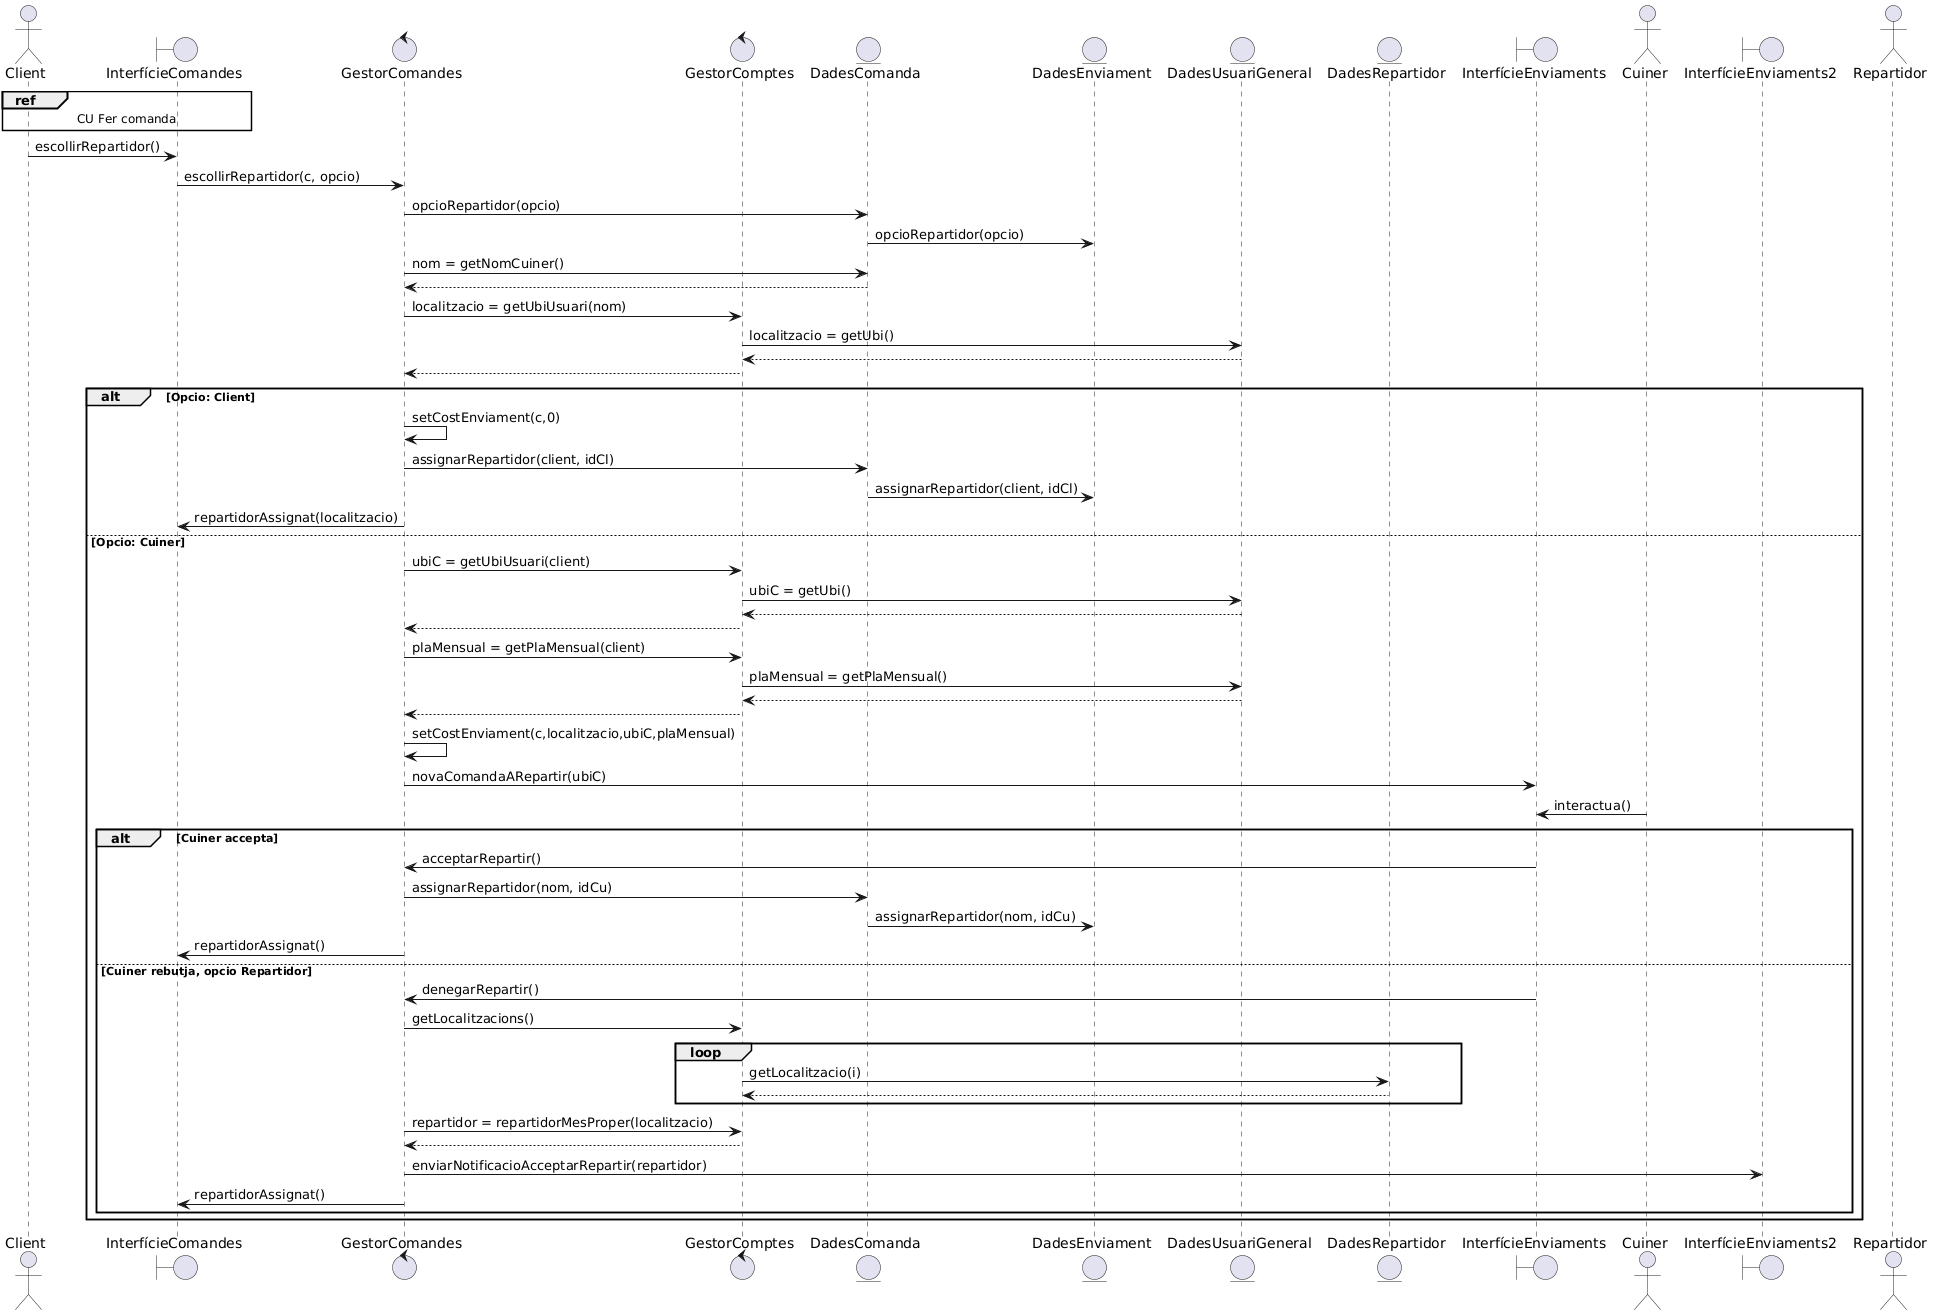 Client InterfícieComandes GestorComandes GestorComptes DadesComanda DadesEnviament DadesUsuariGeneral DadesRepartidor InterfícieEnviaments Cuiner InterfícieEnviaments2 Repartidor
ref
CU Fer comanda
escollirRepartidor()
escollirRepartidor(c, opcio)
opcioRepartidor(opcio)
opcioRepartidor(opcio)
nom = getNomCuiner()
localitzacio = getUbiUsuari(nom)
localitzacio = getUbi()
alt [Opcio: Client]
setCostEnviament(c,0)
assignarRepartidor(client, idCl)
assignarRepartidor(client, idCl)
repartidorAssignat(localitzacio)
[Opcio: Cuiner]
ubiC = getUbiUsuari(client)
ubiC = getUbi()
plaMensual = getPlaMensual(client)
plaMensual = getPlaMensual()
setCostEnviament(c,localitzacio,ubiC,plaMensual)
novaComandaARepartir(ubiC)
interactua()
alt [Cuiner accepta]
acceptarRepartir()
assignarRepartidor(nom, idCu)
assignarRepartidor(nom, idCu)
repartidorAssignat()
[Cuiner rebutja, opcio Repartidor]
denegarRepartir()
getLocalitzacions()
loop
getLocalitzacio(i)
repartidor = repartidorMesProper(localitzacio)
enviarNotificacioAcceptarRepartir(repartidor)
repartidorAssignat()
Client InterfícieComandes GestorComandes GestorComptes DadesComanda DadesEnviament DadesUsuariGeneral DadesRepartidor InterfícieEnviaments Cuiner InterfícieEnviaments2 Repartidor